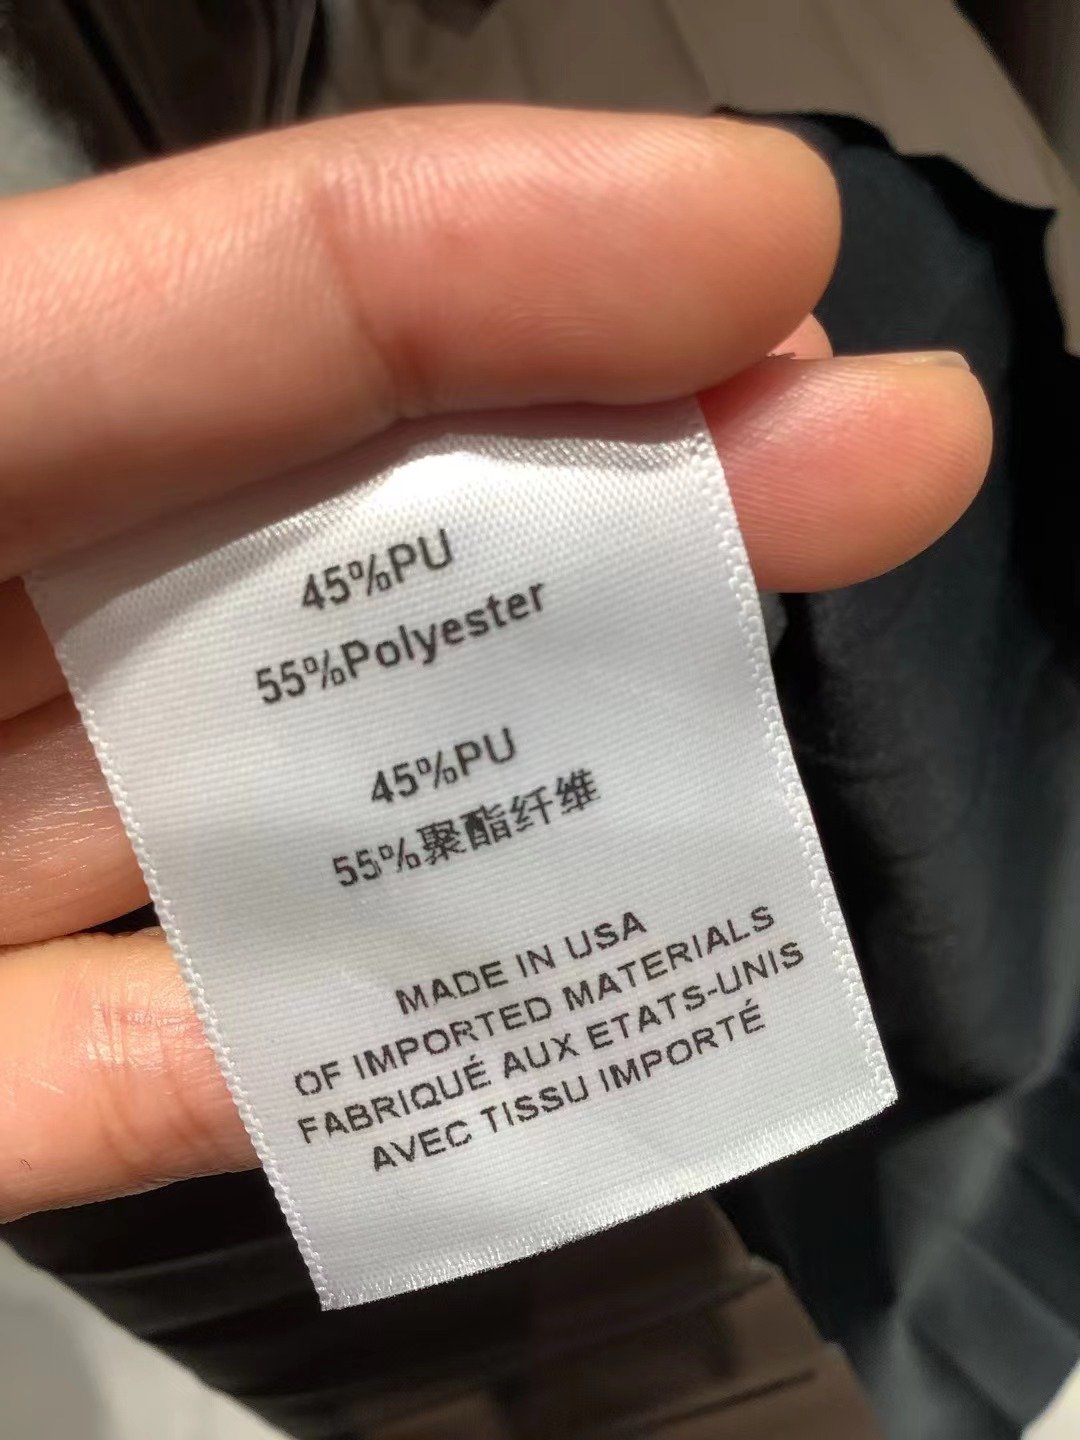 45%PU
55%Polyester
45%PU
55%聚酯纤维
MADE IN USA
OF IMPORTED MATERIALS
FABRIQUÉ AUX ETATS-UNIS
AVEC TISSU IMPORTÉ